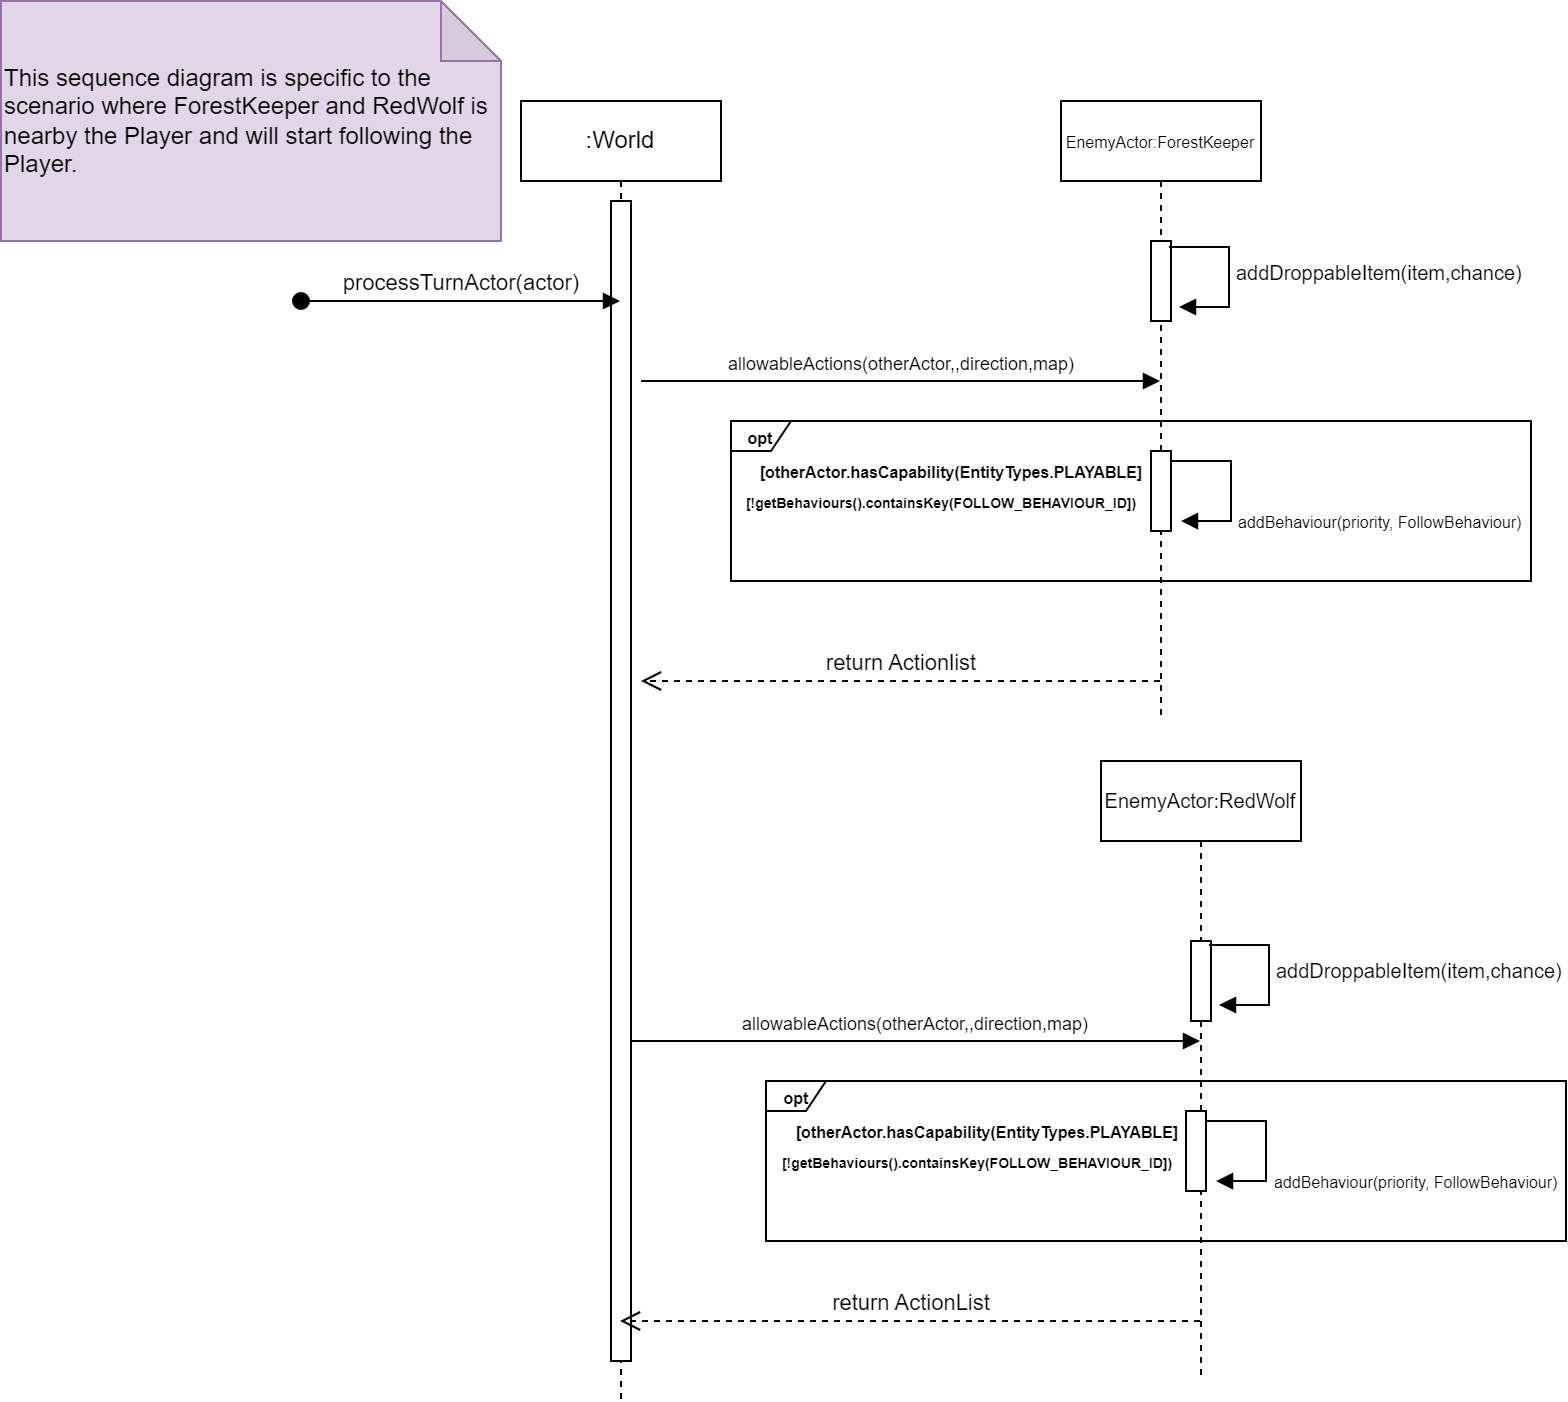 This sequence diagram is specific to the
scenario where ForestKeeper and RedWolf is
nearby the Player and will start following the
Player.
:World
EnemyActor:ForestKeeper
processTurnActor(actor)
addDroppableItem(item,chance)
allowableActions(otherActor,,direction,map)
opt
[otherActor.hasCapability(EntityTypes.PLAYABLE]
[!getBehaviours().containsKey(FOLLOW_BEHAVIOUR_ID])
addBehaviour(priority, FollowBehaviour)
return Actionlist
EnemyActor:RedWolf
addDroppableItem(item,chance)
allowableActions(otherActor,,direction,map)
opt
[otherActor.hasCapability(EntityTypes.PLAYABLE]
[!getBehaviours().containsKey(FOLLOW_BEHAVIOUR_ID])
addBehaviour(priority, FollowBehaviour)
return ActionList